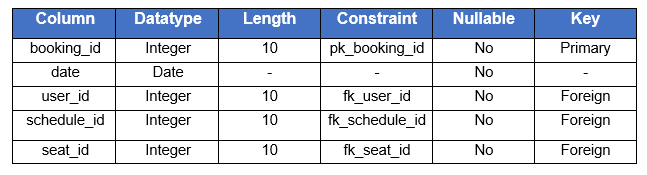 Column Datatype Length Constraint Nullable Key
booking_id Integer 10 pk_booking_id No Primary
date Date - - No -
user_id Integer 10 fk_user_id No Foreign
schedule_id Integer 10 fk_schedule_id No Foreign
seat_id Integer 10 fk_seat_id No Foreign